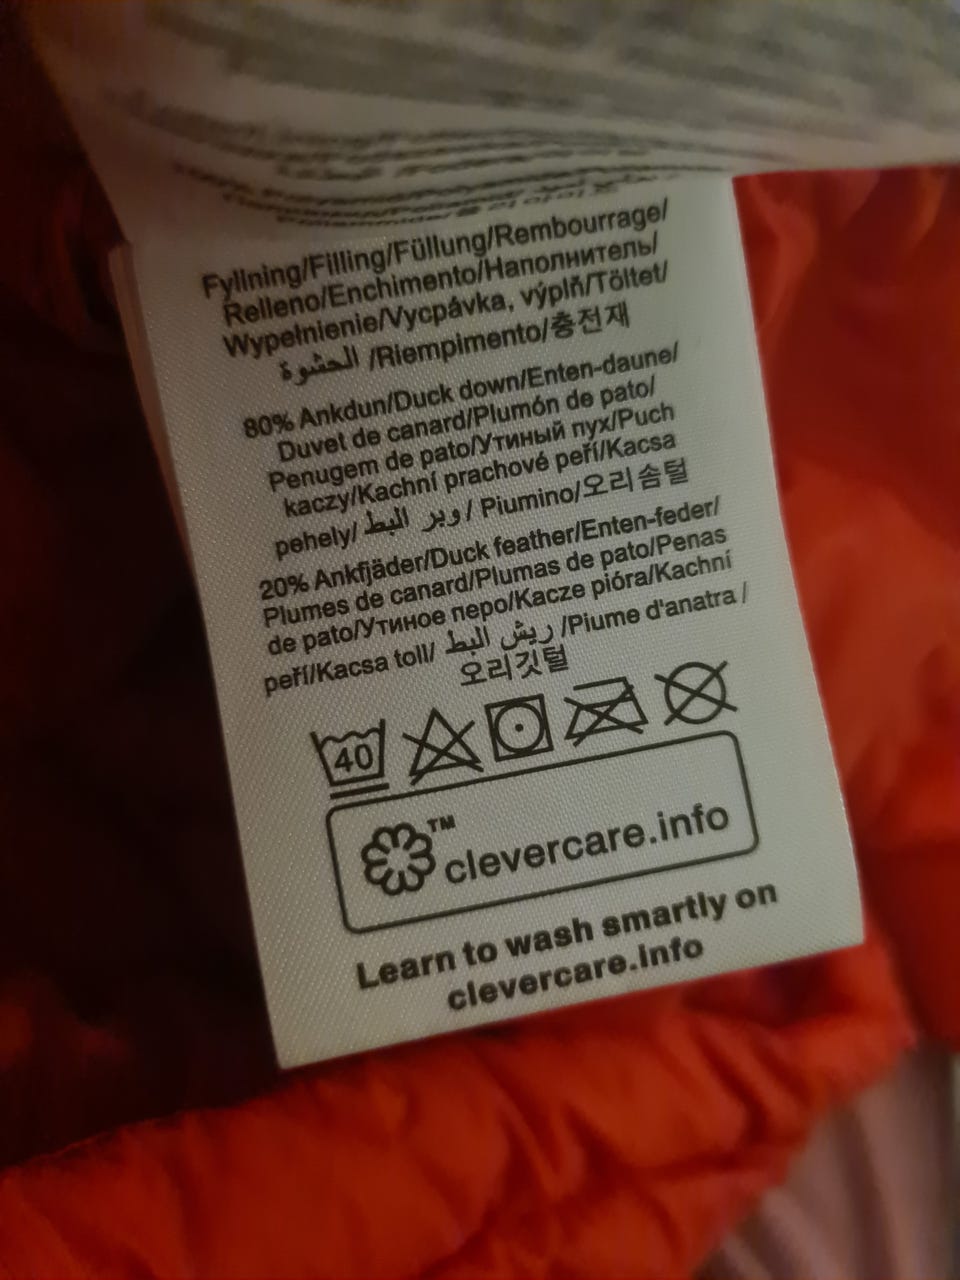 Fyllning/Filling/Füllung/Rembourrage/
Relleno/Enchimento/Наполнитель/
Wypełnienie/Vycpávka, výplň/Töltet/
الحشوة /Riempimento/충전재
80% Ankdun/Duck down/Enten-daune/
Duvet de canard/Plumón de pato/
Penugem de pato/Утиный пух/Puch
kaczy/Kachní prachové peří/Kacsa
pehely/ وبر البط / Piumino/오리솜털
20% Ankfjäder/Duck feather/Enten-feder/
Plumes de canard/Plumas de pato/Penas
de pato/Утиное перо/Kacze pióra/Kachní
peří/Kacsa toll/ ريش البط /Piume d'anatra /
오리깃털
40
TM
clevercare.info
Learn to wash smartly on
clevercare.info